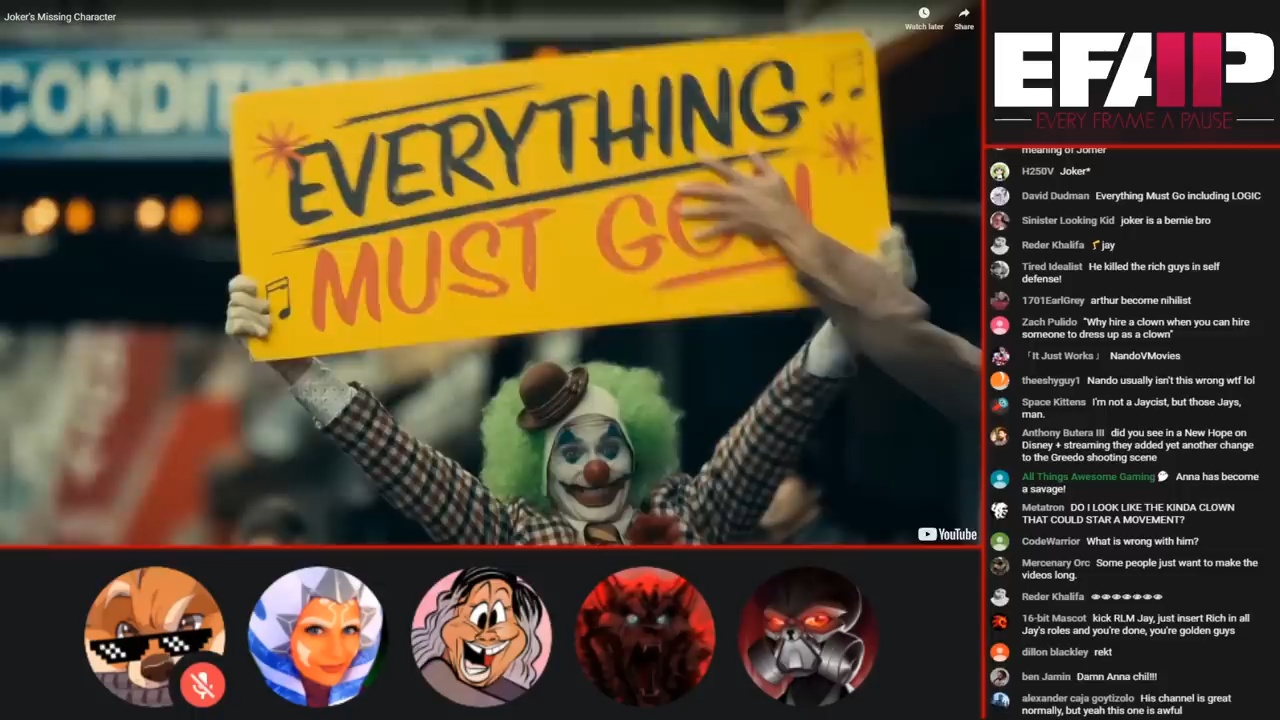 Joker's Missing Character
Watch later
Share
EVERYTHING
MUST
YouTube
EFAP
EVERY FRAME A PAUSE
meaning of Jomer
H250V Joker*
David Dudman Everything Must Go including LOGIC
Sinister Looking Kid joker is a bernie bro
Reder Khalifa jay
Tired Idealist He killed the rich guys in self
defense!
1701EarlGrey arthur become nihilist
Zach Pulido "Why hire a clown when you can hire
someone to dress up as a clown"
「It Just Works」 NandoVMovies
theeshyguy1 Nando usually isn't this wrong wtf lol
Space Kittens I'm not a Jaycist, but those Jays,
man.
Anthony Butera III did you see in a New Hope on
Disney + streaming they added yet another change
to the Greedo shooting scene
All Things Awesome Gaming Anna has become
a savage!
Metatron DO I LOOK LIKE THE KINDA CLOWN
THAT COULD STAR A MOVEMENT?
CodeWarrior What is wrong with him?
Mercenary Orc Some people just want to make the
videos long.
Reder Khalifa
16-bit Mascot kick RLM Jay, just insert Rich in all
Jay's roles and you're done, you're golden guys
dillon blackley rekt
ben Jamin Damn Anna chil!!!
alexander caja goytizolo His channel is great
normally, but yeah this one is awful